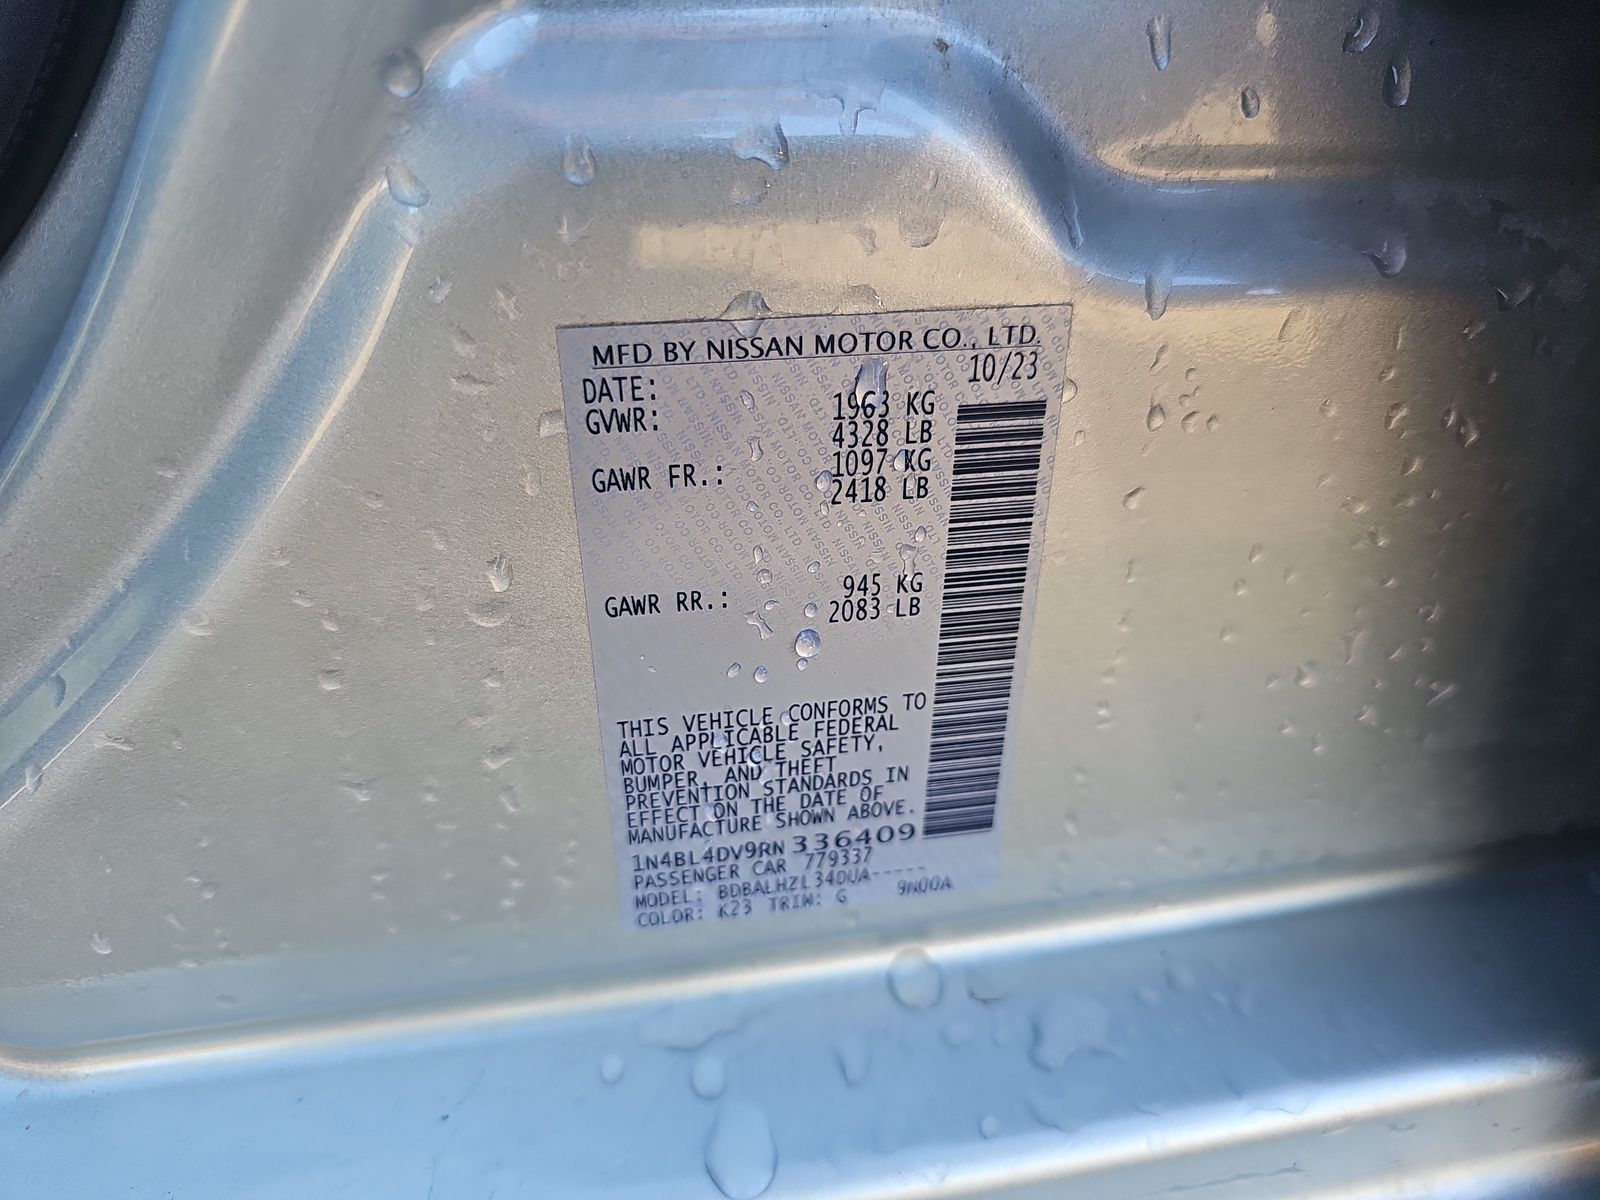 MFD BY NISSAN MOTOR CO., LTD.
DATE: 10/23
GVWR: 1963 KG
4328 LB
GAWR FR.: 1097 KG
2418 LB
GAWR RR.: 945 KG
2083 LB
THIS VEHICLE CONFORMS TO
ALL APPLICABLE FEDERAL
MOTOR VEHICLE SAFETY,
BUMPER, AND THEFT
PREVENTION STANDARDS IN
EFFECT ON THE DATE OF
MANUFACTURE SHOWN ABOVE.
1N4BL4DV9RN 336409
PASSENGER CAR 779337
MODEL: BDBALHZL34DUA----- 9N00A
COLOR: K23 TRIM: G